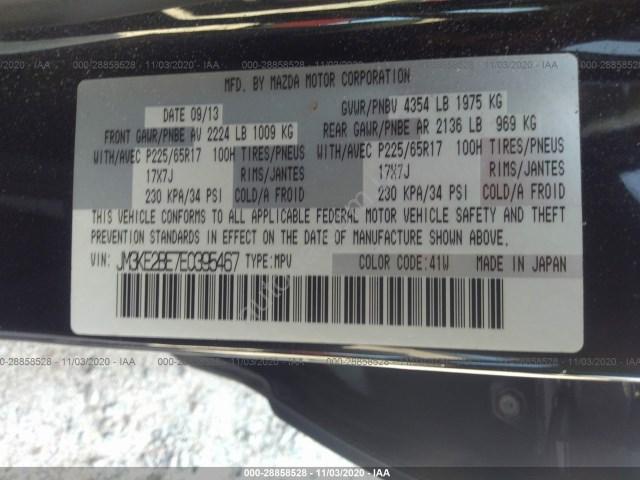 000-28858528 - 11/03/2020 - IAA
MFD. BY MAZDA MOTOR CORPORATION
DATE 09/13 GVWR/PNBV 4354 LB 1975 KG
FRONT GAWR/PNBE AV 2224 LB 1009 KG REAR GAWR/PNBE AR 2136 LB 969 KG
WITH/AVEC P225/65R17 100H TIRES/PNEUS WITH/AVEC P225/65R17 100H TIRES/PNEUS
17X7J RIMS/JANTES 17X7J RIMS/JANTES
230 KPA/34 PSI COLD/A FROID 230 KPA/34 PSI COLD/A FROID
THIS VEHICLE CONFORMS TO ALL APPLICABLE FEDERAL MOTOR VEHICLE SAFETY AND THEFT
PREVENTION STANDARDS IN EFFECT ON THE DATE OF MANUFACTURE SHOWN ABOVE.
VIN: JM3KE2BE7E0395467 TYPE:MPV COLOR CODE:41W MADE IN JAPAN
000-28858528 - 11/03/2020 - IAA 000-28858528 - 11/03/2020 - IAA
000-28858528 - 11/03/2020 - IAA